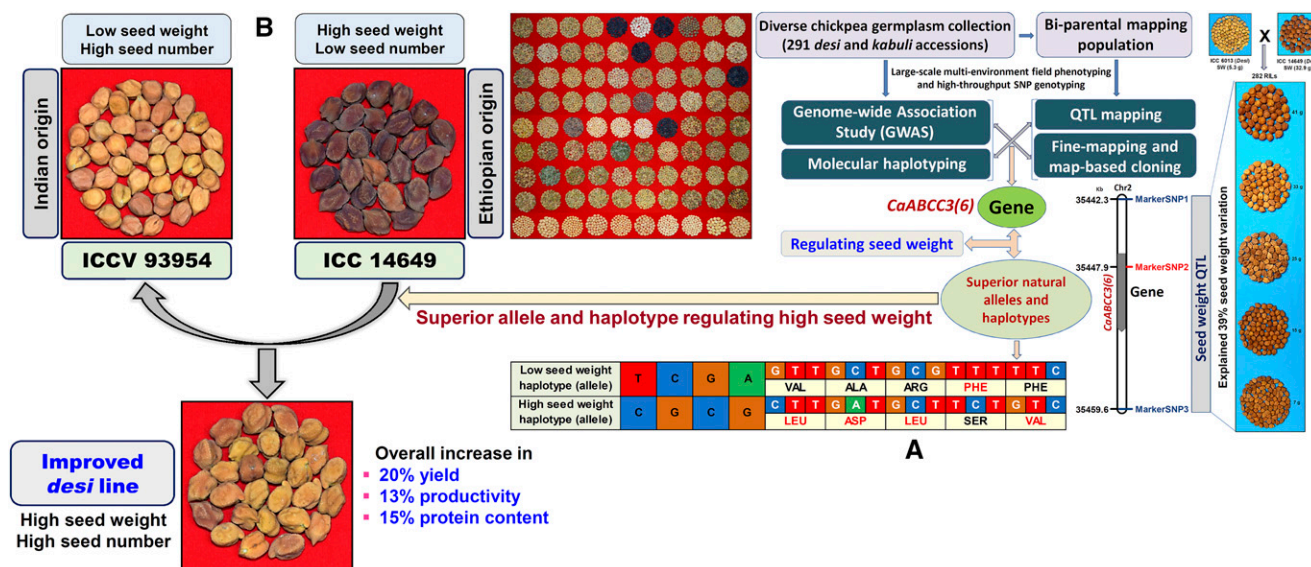 Low seed weight
High seed number
B
High seed weight
Low seed number
Indian origin
Ethiopian origin
ICCV 93954
ICC 14649
Improved
desi line
High seed weight
High seed number
Overall increase in
20% yield
13% productivity
15% protein content
Diverse chickpea germplasm collection
(291 desi and kabuli accessions)
Bi-parental mapping
population
Large-scale multi-environment field phenotyping
and high-throughput SNP genotyping
Genome-wide Association
Study (GWAS)
QTL mapping
Molecular haplotyping
Fine-mapping and
map-based cloning
CaABCC3(6)
Gene
Regulating seed weight
Superior natural
alleles and
haplotypes
Superior allele and haplotype regulating high seed weight
Low seed weight
haplotype (allele)
T C G A G T T G C T G C G T T T T T C
VAL ALA ARG PHE PHE
High seed weight
haplotype (allele)
C G C G C T T G A T G C T T C T G T C
LEU ASP LEU SER VAL
A
Kb
Chr2
35442.3
MarkerSNP1
35447.9
MarkerSNP2
CaABCC3(6)
Gene
35459.6
MarkerSNP3
Seed weight QTL
Explained 39% seed weight variation
X
ICC 6013 (Desi)
ICC 14649
282 RILs